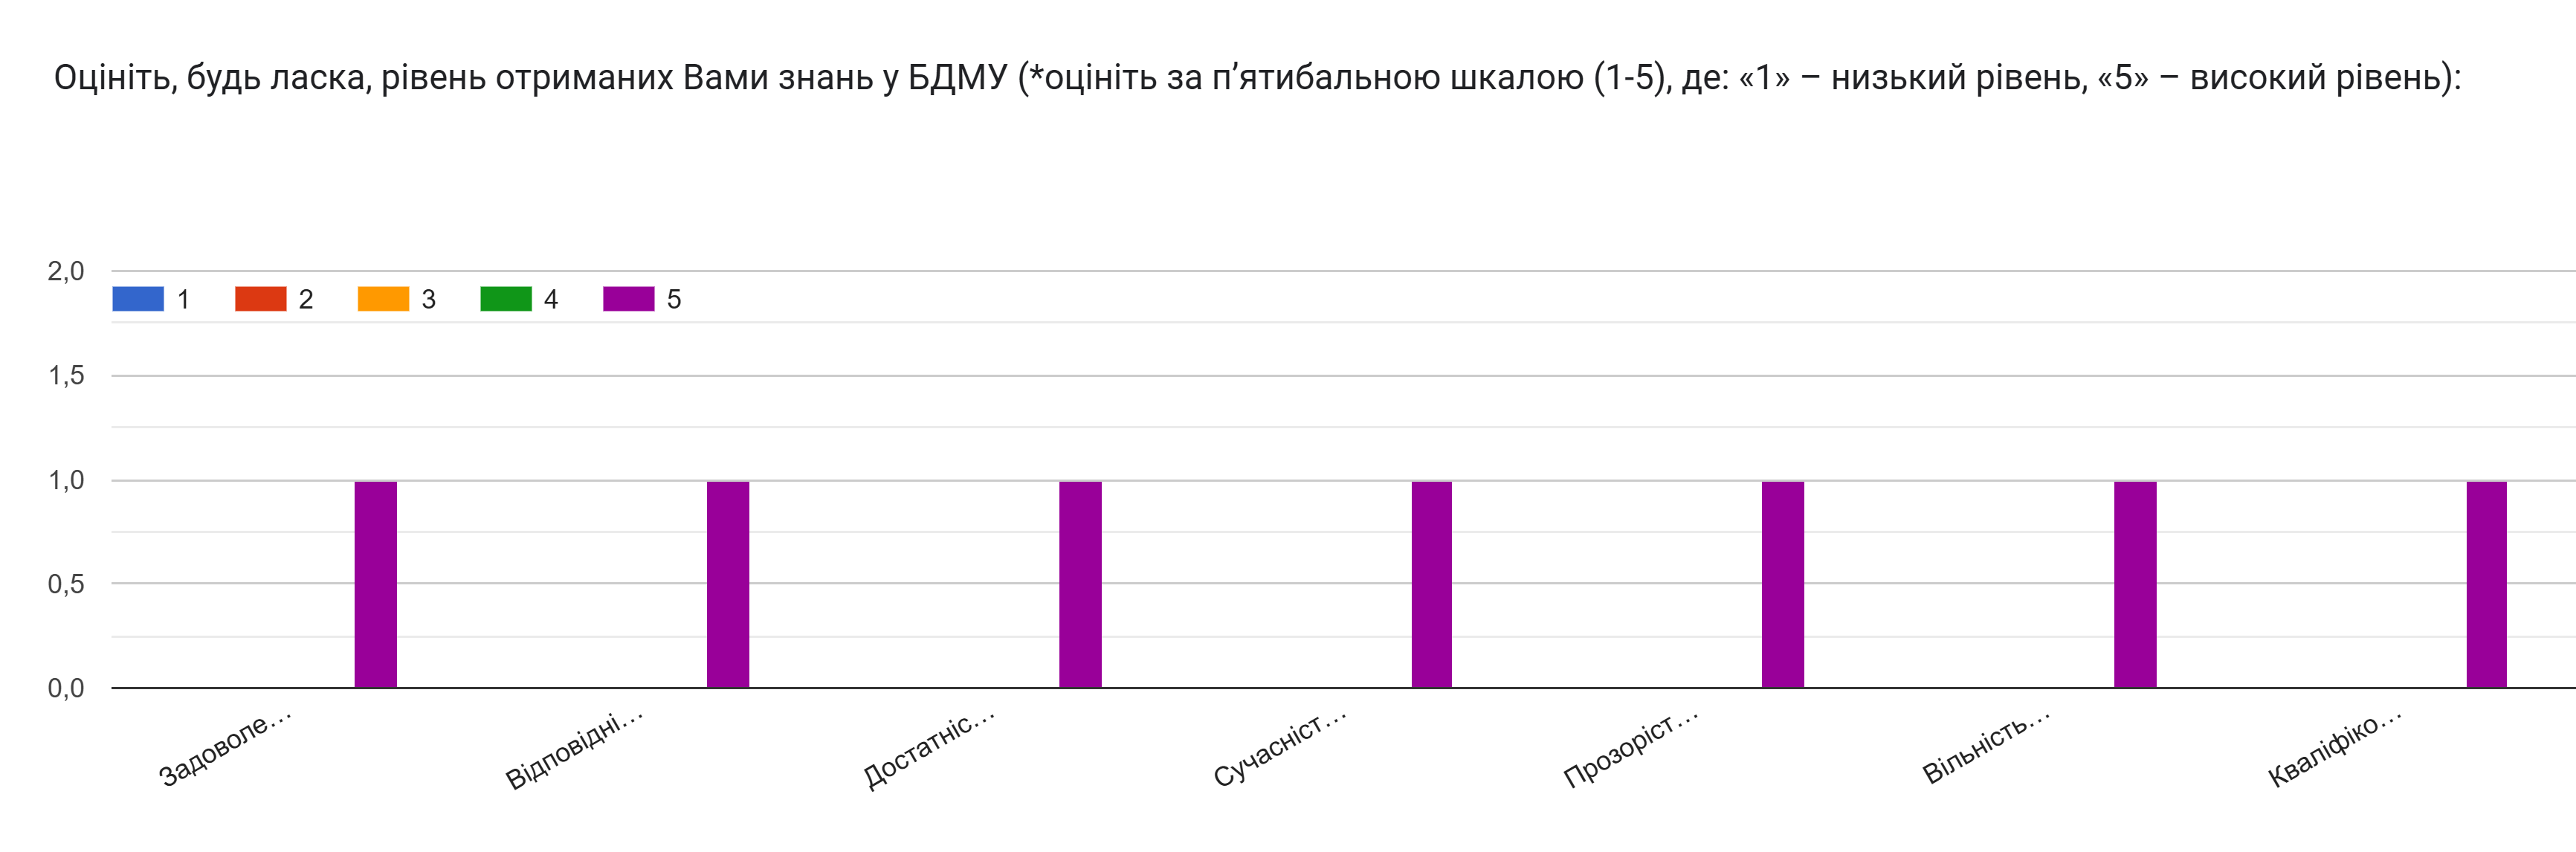 Оцініть, будь ласка, рівень отриманих Вами знань у БДМУ (*оцініть за п’ятибальною шкалою (1-5), де: «1» – низький рівень, «5» – високий рівень):
2,0
1 2 3 4 5
1,5
1,0
0,5
0,0
Задоволе…
Відповідні…
Достатніс…
Сучасніст…
Прозоріст…
Вільність…
Кваліфіко…